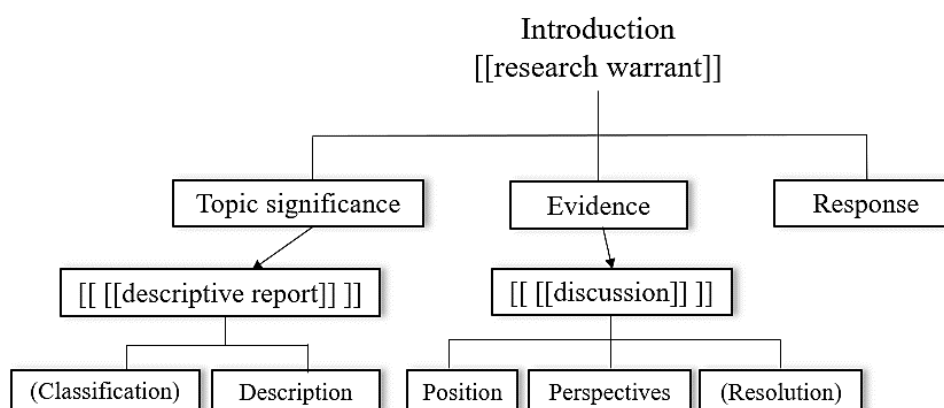 Introduction
[[research warrant]]
Topic significance
Evidence
Response
[[ [[descriptive report]] ]]
[[ [[discussion]] ]]
(Classification)
Description
Position
Perspectives
(Resolution)